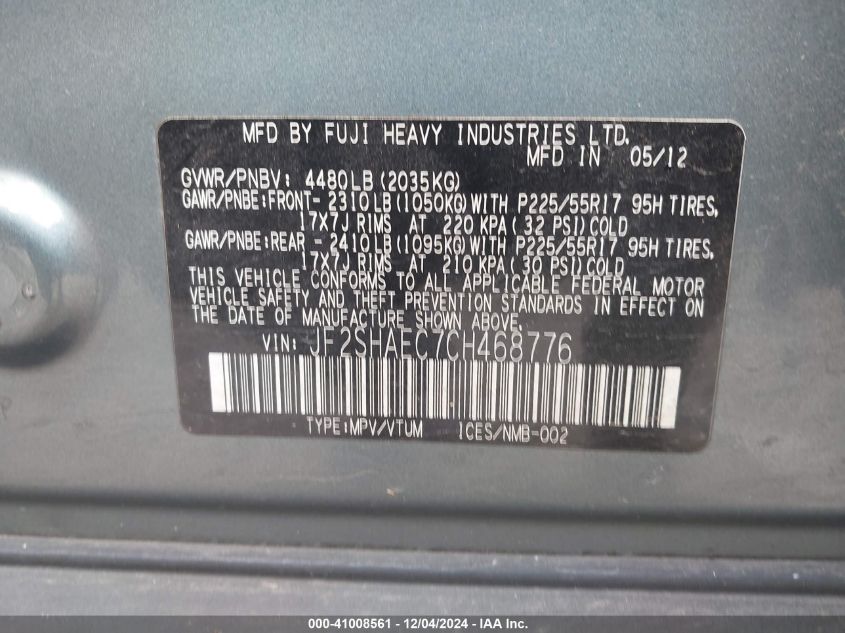 MFD BY FUJI HEAVY INDUSTRIES LTD.
MFD IN 05/12
GVWR/PNBV: 4480LB(2035KG)
GAWR/PNBE:FRONT- 2310LB(1050KG)WITH P225/55R17 95H TIRES,
17X7J RIMS AT 220 KPA( 32 PSI)COLD
GAWR/PNBE:REAR - 2410LB(1095KG)WITH P225/55R17 95H TIRES,
17X7J RIMS AT 210 KPA( 30 PSI)COLD
THIS VEHICLE CONFORMS TO ALL APPLICABLE FEDERAL MOTOR
VEHICLE SAFETY AND THEFT PREVENTION STANDARDS IN EFFECT ON
THE DATE OF MANUFACTURE SHOWN ABOVE.
VIN: JF2SHAEC7CH468776
TYPE:MPV/VTUM ICES/NMB-002
000-41008561 - 12/04/2024 - IAAI.com - Copart, Inc.